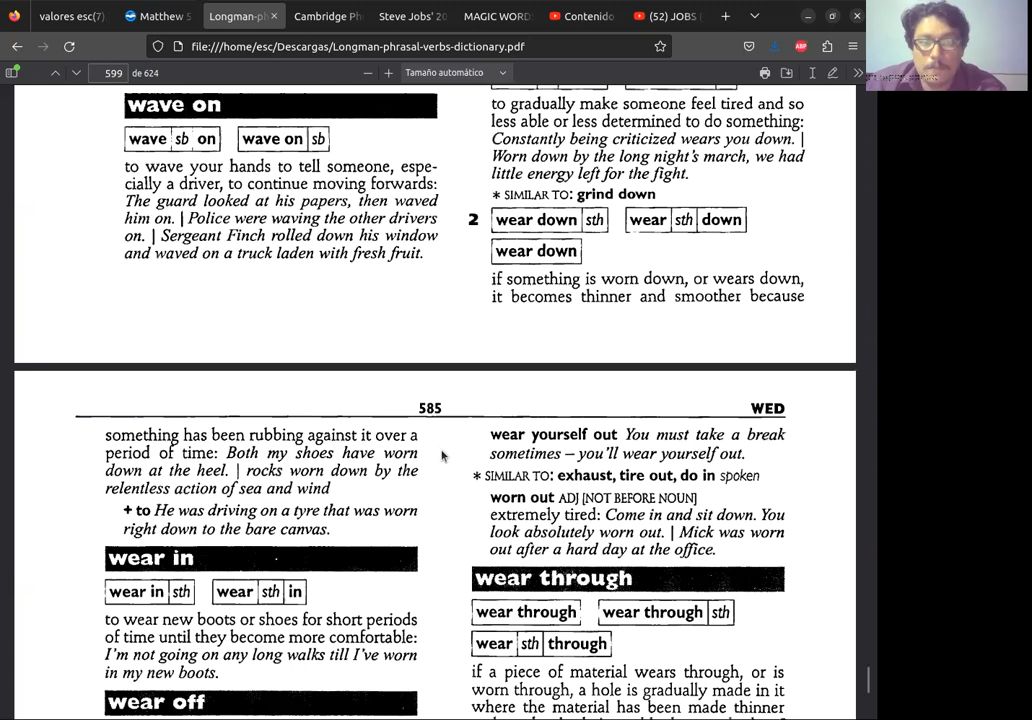 valores esc(7)
Matthew 5
Longman-ph
Cambridge Ph
Steve Jobs' 20
MAGIC WORD
Contenido
(52) JOBS
file:///home/esc/Descargas/Longman-phrasal-verbs-dictionary.pdf
ABP
599 de 624
Tamaño automático
wave on
wave sb on wave on sb
to wave your hands to tell someone, espe-
cially a driver, to continue moving forwards:
The guard looked at his papers, then waved
him on. | Police were waving the other drivers
on. | Sergeant Finch rolled down his window
and waved on a truck laden with fresh fruit.
to gradually make someone feel tired and so
less able or less determined to do something:
Constantly being criticized wears you down. |
Worn down by the long night's march, we had
little energy left for the fight.
* SIMILAR TO: grind down
2 wear down sth wear sth down
wear down
if something is worn down, or wears down,
it becomes thinner and smoother because
585 WED
something has been rubbing against it over a
period of time: Both my shoes have worn
down at the heel. | rocks worn down by the
relentless action of sea and wind
+ to He was driving on a tyre that was worn
right down to the bare canvas.
wear in
wear in sth wear sth in
to wear new boots or shoes for short periods
of time until they become more comfortable:
I'm not going on any long walks till I've worn
in my new boots.
wear off
wear yourself out You must take a break
sometimes – you'll wear yourself out.
* SIMILAR TO: exhaust, tire out, do in spoken
worn out ADJ [NOT BEFORE NOUN]
extremely tired: Come in and sit down. You
look absolutely worn out. | Mick was worn
out after a hard day at the office.
wear through
wear through wear through sth
wear sth through
if a piece of material wears through, or is
worn through, a hole is gradually made in it
where the material has been made thinner